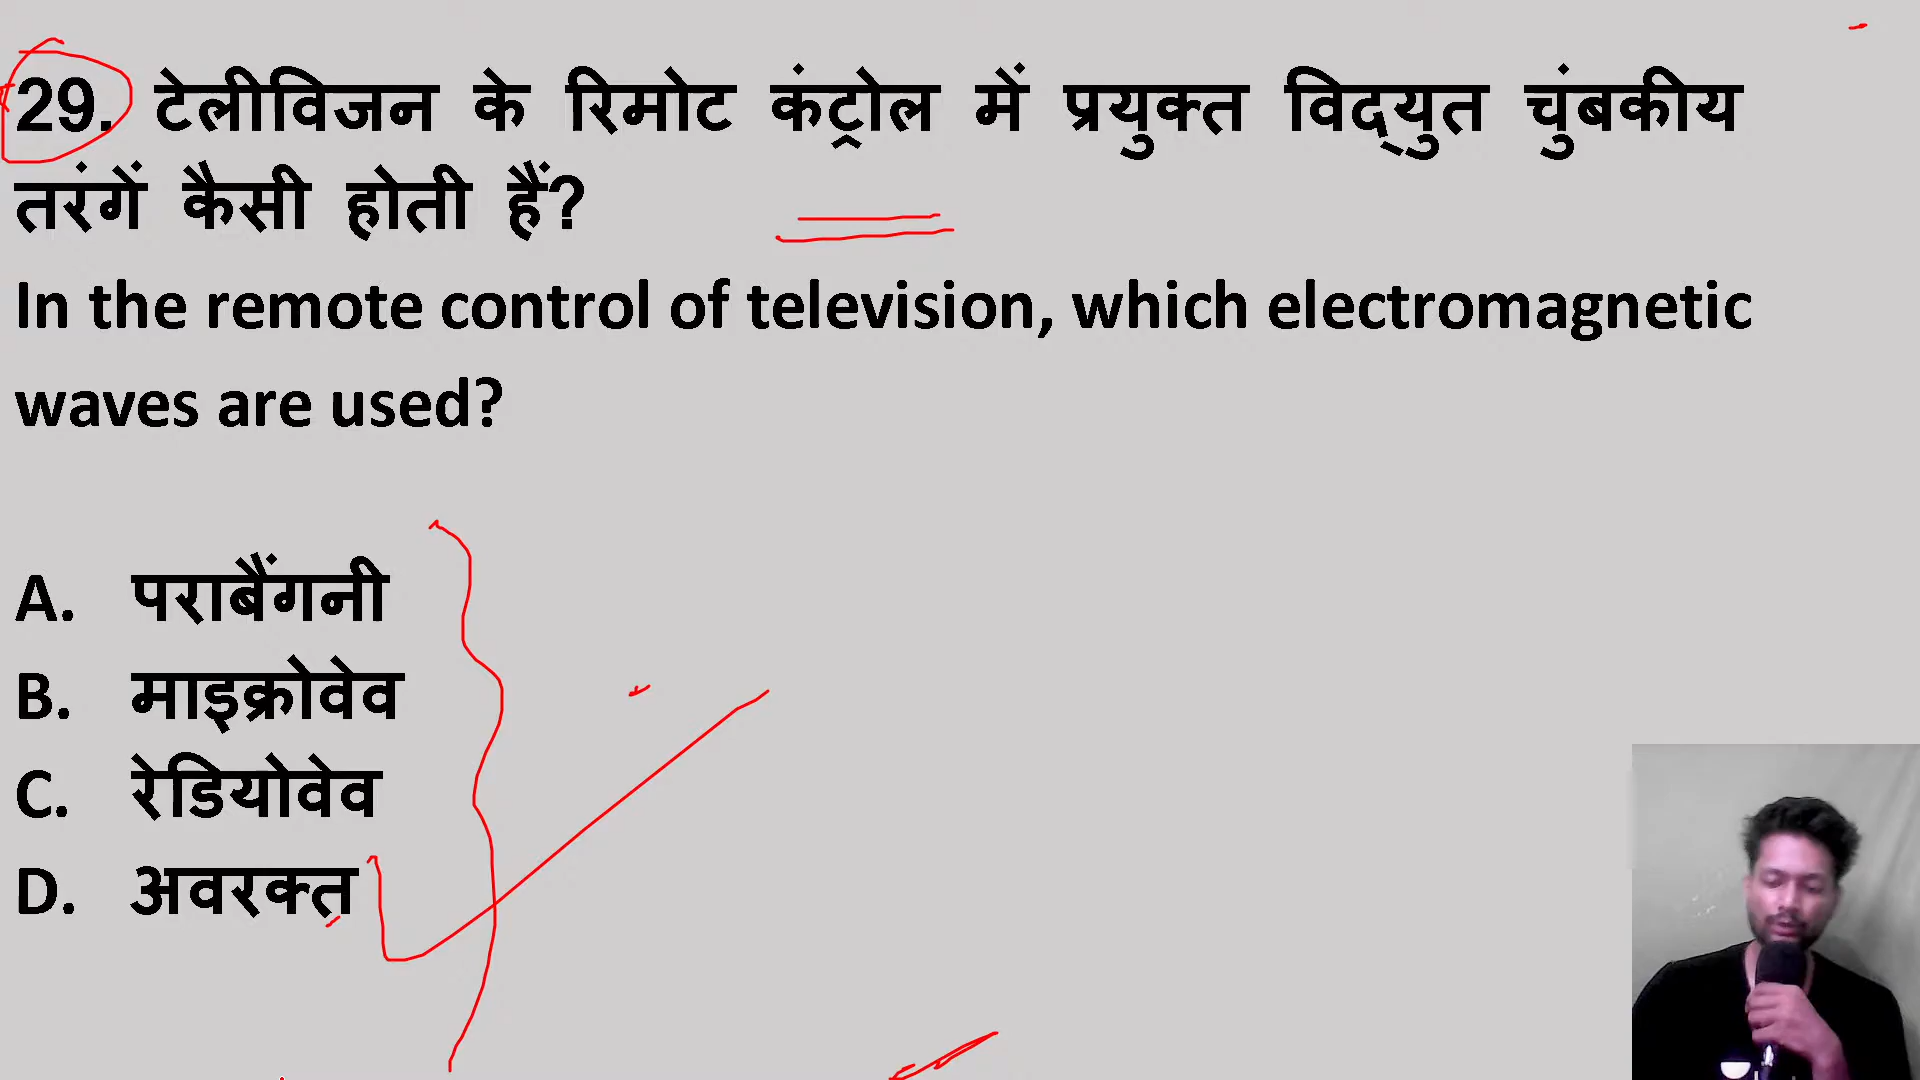 29. टेलीविजन के रिमोट कंट्रोल में प्रयुक्त विद्युत चुंबकीय
तरंगें कैसी होती हैं?
In the remote control of television, which electromagnetic
waves are used?
A. पराबैंगनी
B. माइक्रोवेव
C. रेडियोवेव
D. अवरक्त